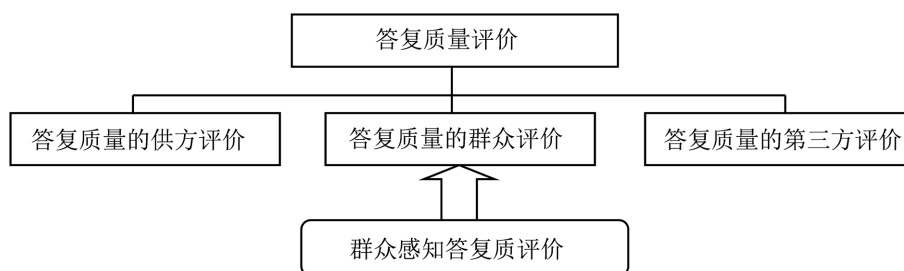 答复质量评价
答复质量的供方评价
答复质量的群众评价
答复质量的第三方评价
群众感知答复质评价